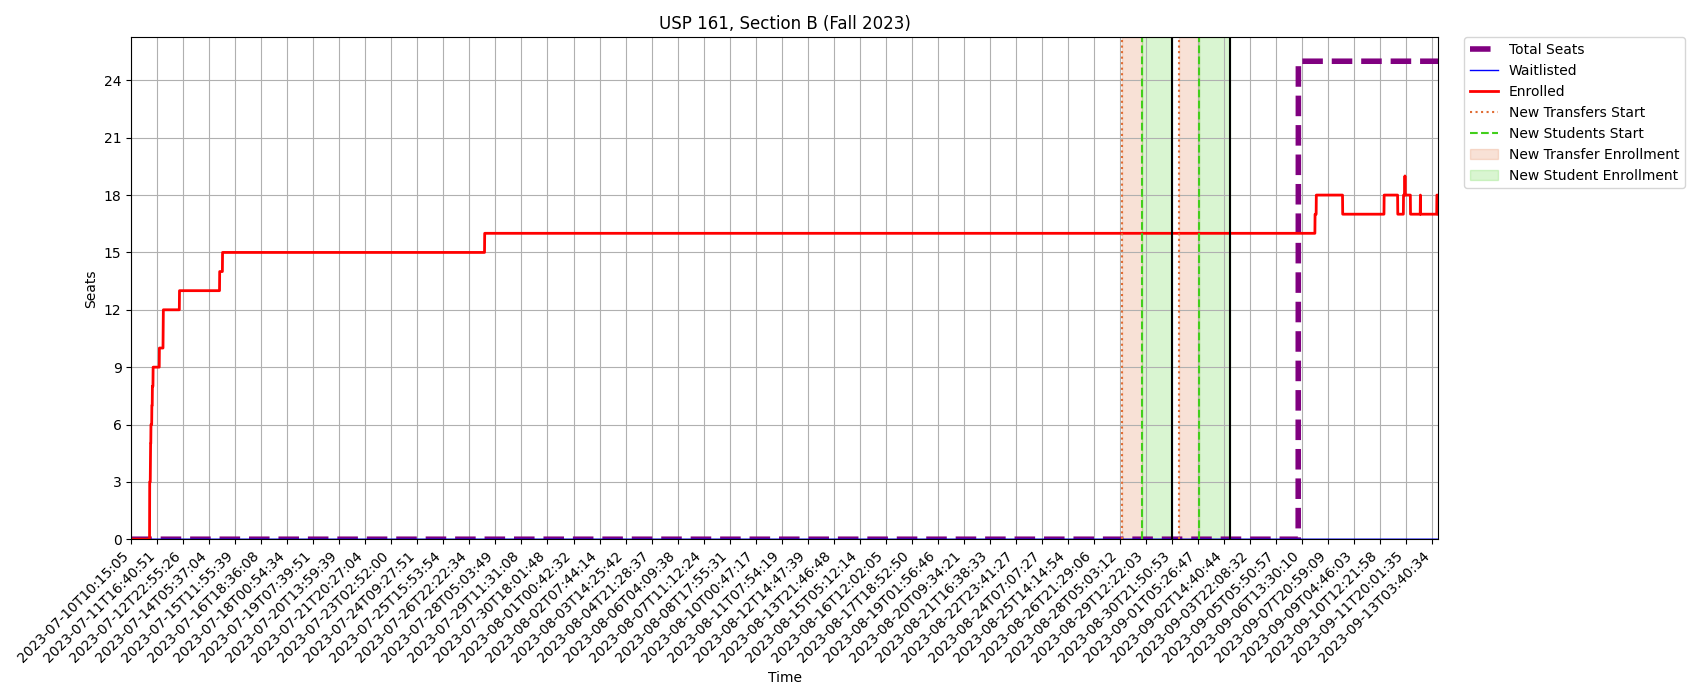 USP 161, Section B (Fall 2023)
Total Seats
Waitlisted
Enrolled
New Transfers Start
New Students Start
New Transfer Enrollment
New Student Enrollment
Seats
24
21
18
15
12
9
6
3
0
2023-07-10T10:15:05
2023-07-11T16:40:51
2023-07-12T22:55:26
2023-07-14T05:37:04
2023-07-15T11:55:39
2023-07-16T18:36:08
2023-07-18T00:54:34
2023-07-19T07:39:51
2023-07-20T13:59:39
2023-07-21T20:27:04
2023-07-23T02:52:00
2023-07-24T09:27:51
2023-07-25T15:53:54
2023-07-26T22:22:34
2023-07-28T05:03:49
2023-07-29T11:31:08
2023-07-30T18:01:48
2023-08-01T00:42:32
2023-08-02T07:44:14
2023-08-03T14:25:42
2023-08-04T21:28:37
2023-08-06T04:09:38
2023-08-07T11:12:24
2023-08-08T17:55:31
2023-08-10T00:47:17
2023-08-11T07:54:19
2023-08-12T14:47:39
2023-08-13T21:46:48
2023-08-15T05:12:14
2023-08-16T12:02:05
2023-08-17T18:52:50
2023-08-19T01:56:46
2023-08-20T09:34:21
2023-08-21T16:38:33
2023-08-22T23:41:27
2023-08-24T07:07:27
2023-08-25T14:14:54
2023-08-26T21:29:06
2023-08-28T05:03:12
2023-08-29T12:22:03
2023-08-30T21:50:53
2023-09-01T05:26:47
2023-09-02T14:40:44
2023-09-03T22:08:32
2023-09-05T05:50:57
2023-09-06T13:30:10
2023-09-07T20:59:09
2023-09-09T04:46:03
2023-09-10T12:21:58
2023-09-11T20:01:35
2023-09-13T03:40:34
Time